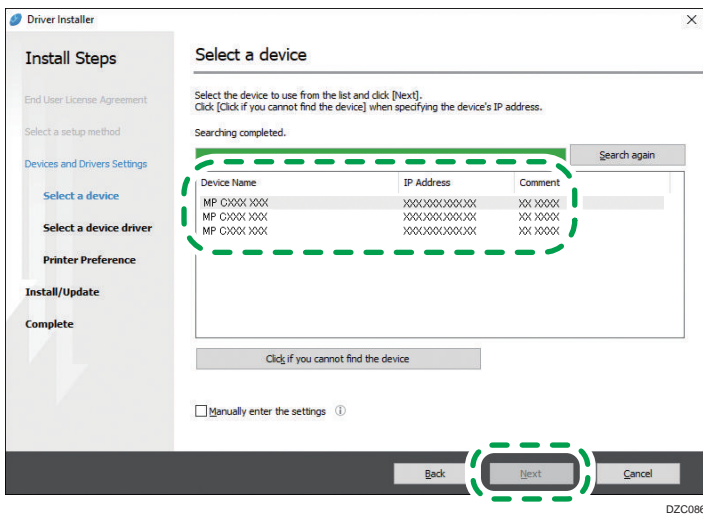 Driver Installer
Install Steps
End User License Agreement
Select a setup method
Devices and Drivers Settings
Select a device
Select a device driver
Printer Preference
Install/Update
Complete
Select a device
Select the device to use from the list and click [Next].
Click [Click if you cannot find the device] when specifying the device's IP address.
Searching completed.
Search again
Device Name IP Address Comment
MP CXXX XXX XXX.XXX.XXX.XX XX XXXX
MP CXXX XXX XXX.XXX.XXX.XX XX XXXX
MP CXXX XXX XXX.XXX.XXX.XX XX XXXX
Click if you cannot find the device
Manually enter the settings
Back Next Cancel
DZC086